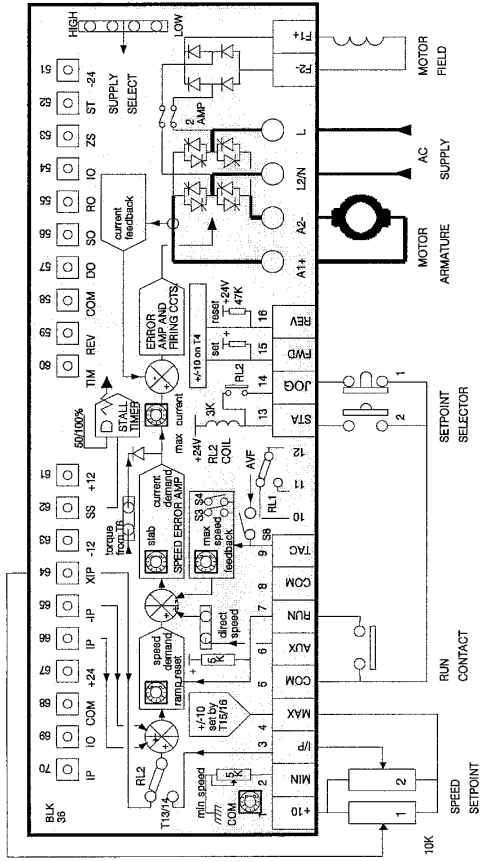 HIGH
LOW
SUPPLY
SELECT
51
-24
52
ST
53
ZS
54
IO
55
RO
56
SO
57
DO
58
COM
59
REV
60
TIM
61
+12
62
SS
63
-12
64
XIP
65
-IP
66
IP
67
+24
68
COM
69
iO
70
IP
BLK
36
2
AMP
current
feedback
ERROR
AMP AND
FIRING CCTS.
50/100%
STALL
TIMER
max current
torque
from T8
current
demand
stab
SPEED ERROR AMP
speed
demand
ramp reset
RL2
T13/14
max
speed
feedback
S3 S4
direct
speed
5
K
+/-10
set by
T15/16
min speed
5
K
COM
+/-10 on T4
reset
+24V
47K
set
+
RL2
3K
+24V
RL2
COIL
AVF
S8
RL1
F1+
F2-
L
L2/N
A2-
A1+
16
REV
15
FWD
14
JOG
13
STA
12
11
10
9
TAC
8
COM
7
RUN
6
AUX
5
COM
4
MAX
3
I/P
2
MIN
1
+10
MOTOR
FIELD
AC
SUPPLY
MOTOR
ARMATURE
1
2
SETPOINT
SELECTOR
RUN
CONTACT
2
1
SPEED
SETPOINT
10K